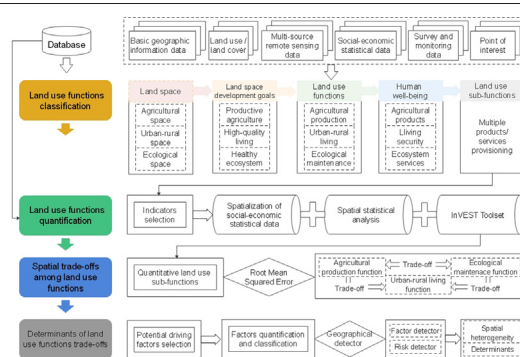 Database
Basic geographic
information data
Land use /
land cover
Multi-source
remote sensing
data
Social-economic
statistical data
Survey and
monitoring
data
Point of
interest
Land use functions
classification
Land space
Land space
development goals
Land use
functions
Human
well-being
Land use
sub-functions
Agricultural
space
Urban-rural
space
Ecological
space
Productive
agriculture
High-quality
living
Healthy
ecosystem
Agricultural
production
Urban-rural
living
Ecological
maintenance
Agricultural
products
Lliving
security
Ecosystem
services
Multiple
products/
services
provisioning
Land use functions
quantification
Indicators
selection
Spatialization of
social-economic
statistical data
Spatial statistical
analysis
InVEST Toolset
Spatial trade-offs
among land use
functions
Quantitative land use
sub-functions
Root Mean
Squared Error
Agricultural
production function
Trade-off
Ecological
maintenace function
Trade-off
Urban-rural living
function
Trade-off
Determinants of land
use functions trade-offs
Potential driving
factors selection
Factors quantification
and classification
Geographical
detector
Factor detector
Risk detector
Spatial
heterogeneity
Determinants